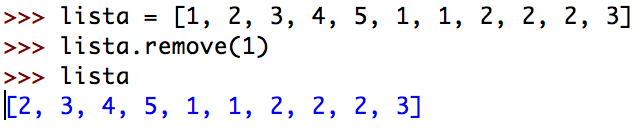 >>> lista = [1, 2, 3, 4, 5, 1, 1, 2, 2, 2, 3]
>>> lista.remove(1)
>>> lista
[2, 3, 4, 5, 1, 1, 2, 2, 2, 3]